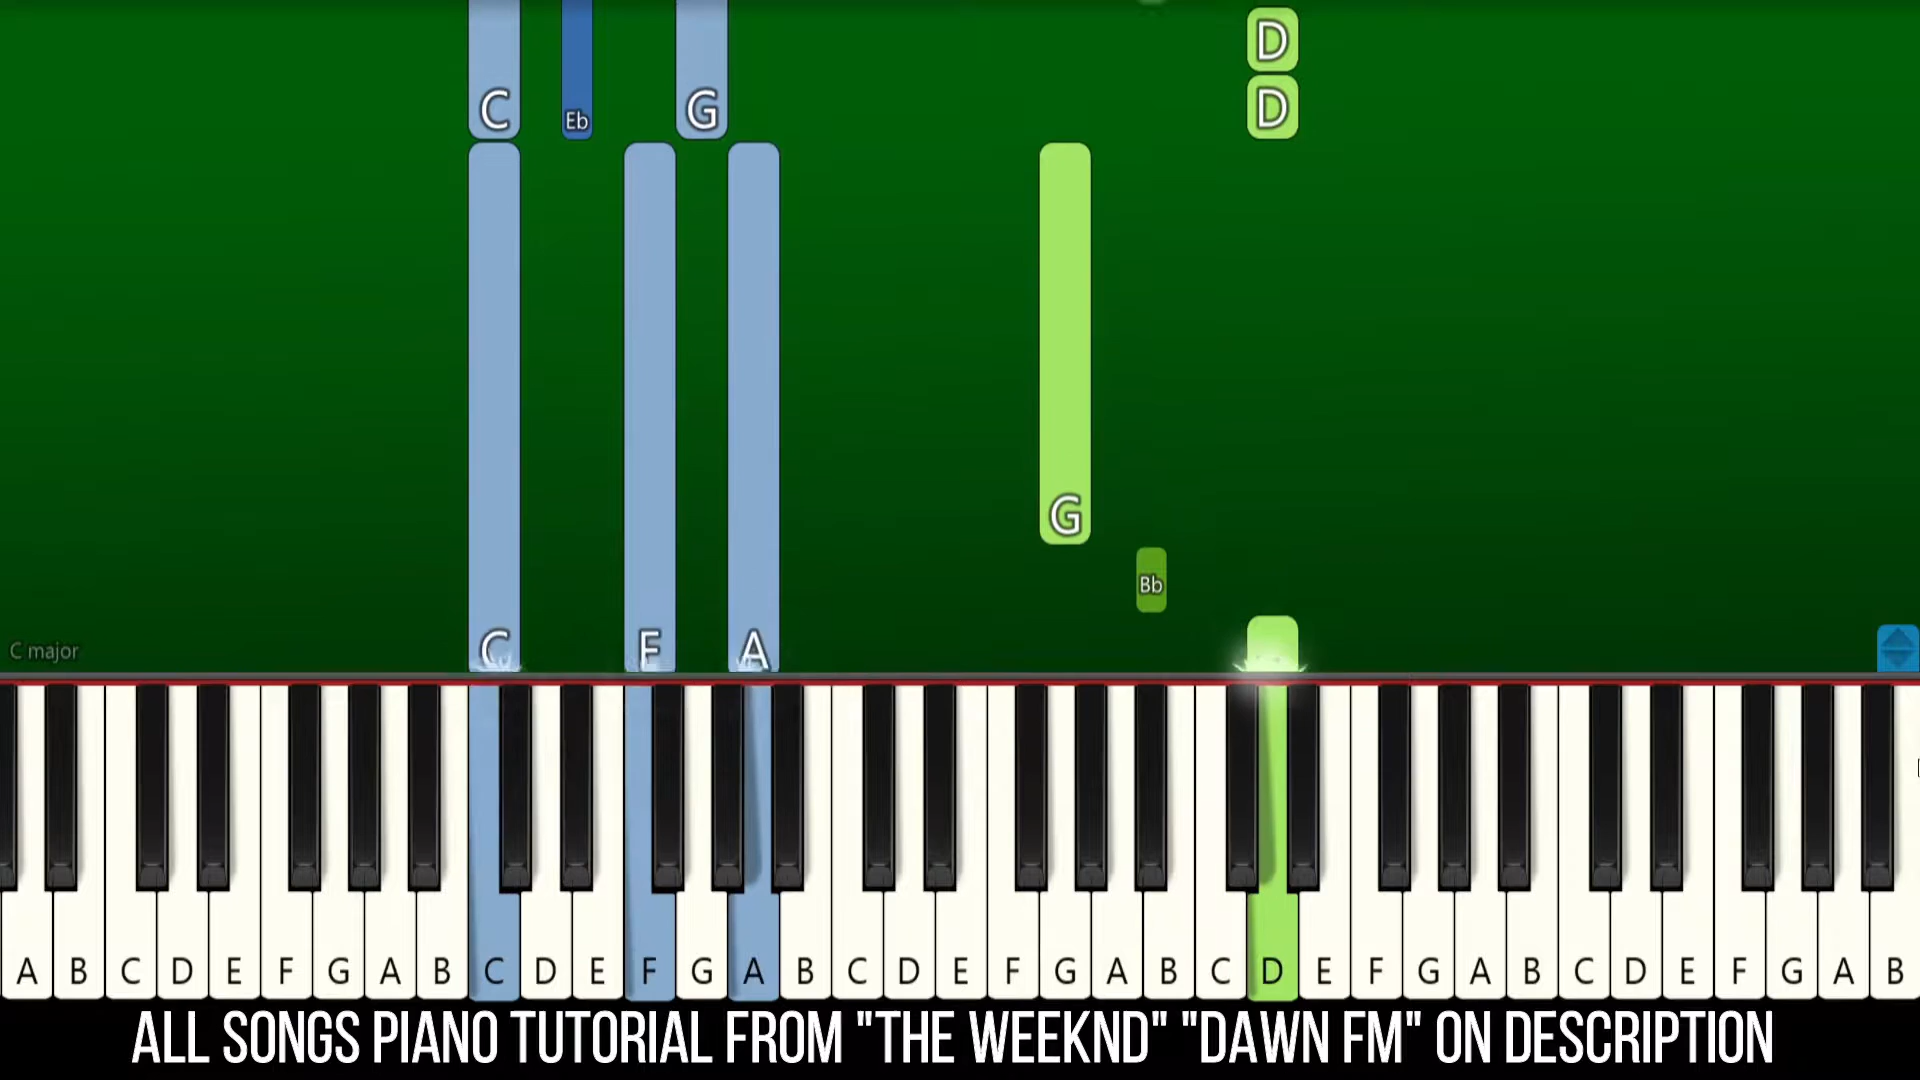 D
C Eb G D
G
Bb
C major C F A
A B C D E F G A B C D E F G A B C D E F G A B C D E F G A B C D E F G A B
ALL SONGS PIANO TUTORIAL FROM "THE WEEKND" "DAWN FM" ON DESCRIPTION